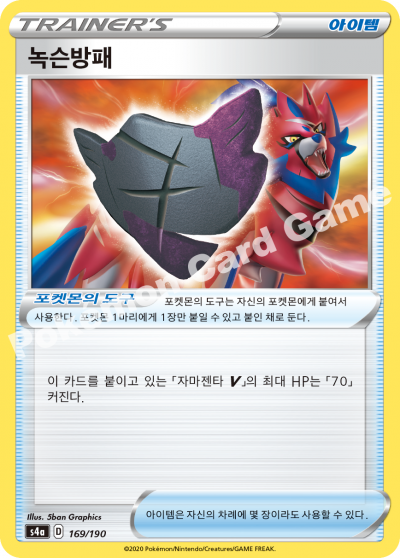 TRAINER'S 아이템
녹슨방패
포켓몬의 도구 포켓몬의 도구는 자신의 포켓몬에게 붙여서
사용한다. 포켓몬 1마리에게 1장만 붙일 수 있고 붙인 채로 둔다.
이 카드를 붙이고 있는 「자마젠타 V」의 최대 HP는 「70」
커진다.
Illus. 5ban Graphics
s4a D 169/190
아이템은 자신의 차례에 몇 장이라도 사용할 수 있다.
©2020 Pokémon/Nintendo/Creatures/GAME FREAK.
Pokémon Card Game